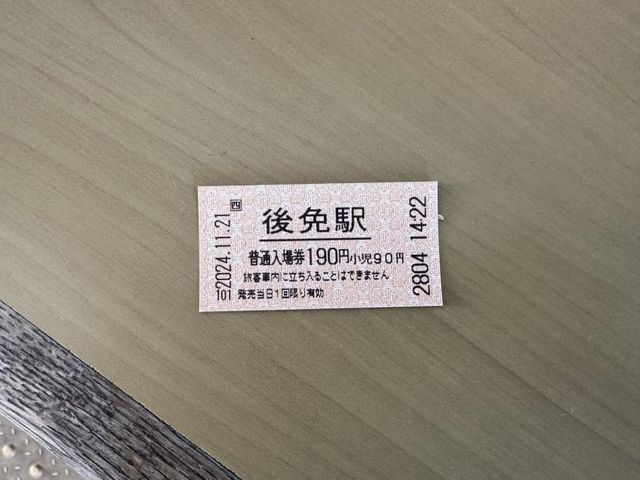 2024.11.21 四
101
後免駅
普通入場券190円小児90円
旅客車内に立ち入ることはできません
発売当日1回限り有効
2804 14:22